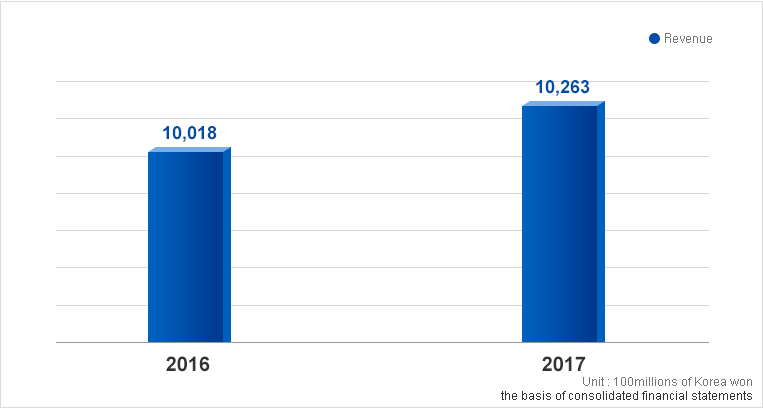 Revenue
10,263
10,018
2016 2017
Unit : 100millions of Korea won
the basis of consolidated financial statements